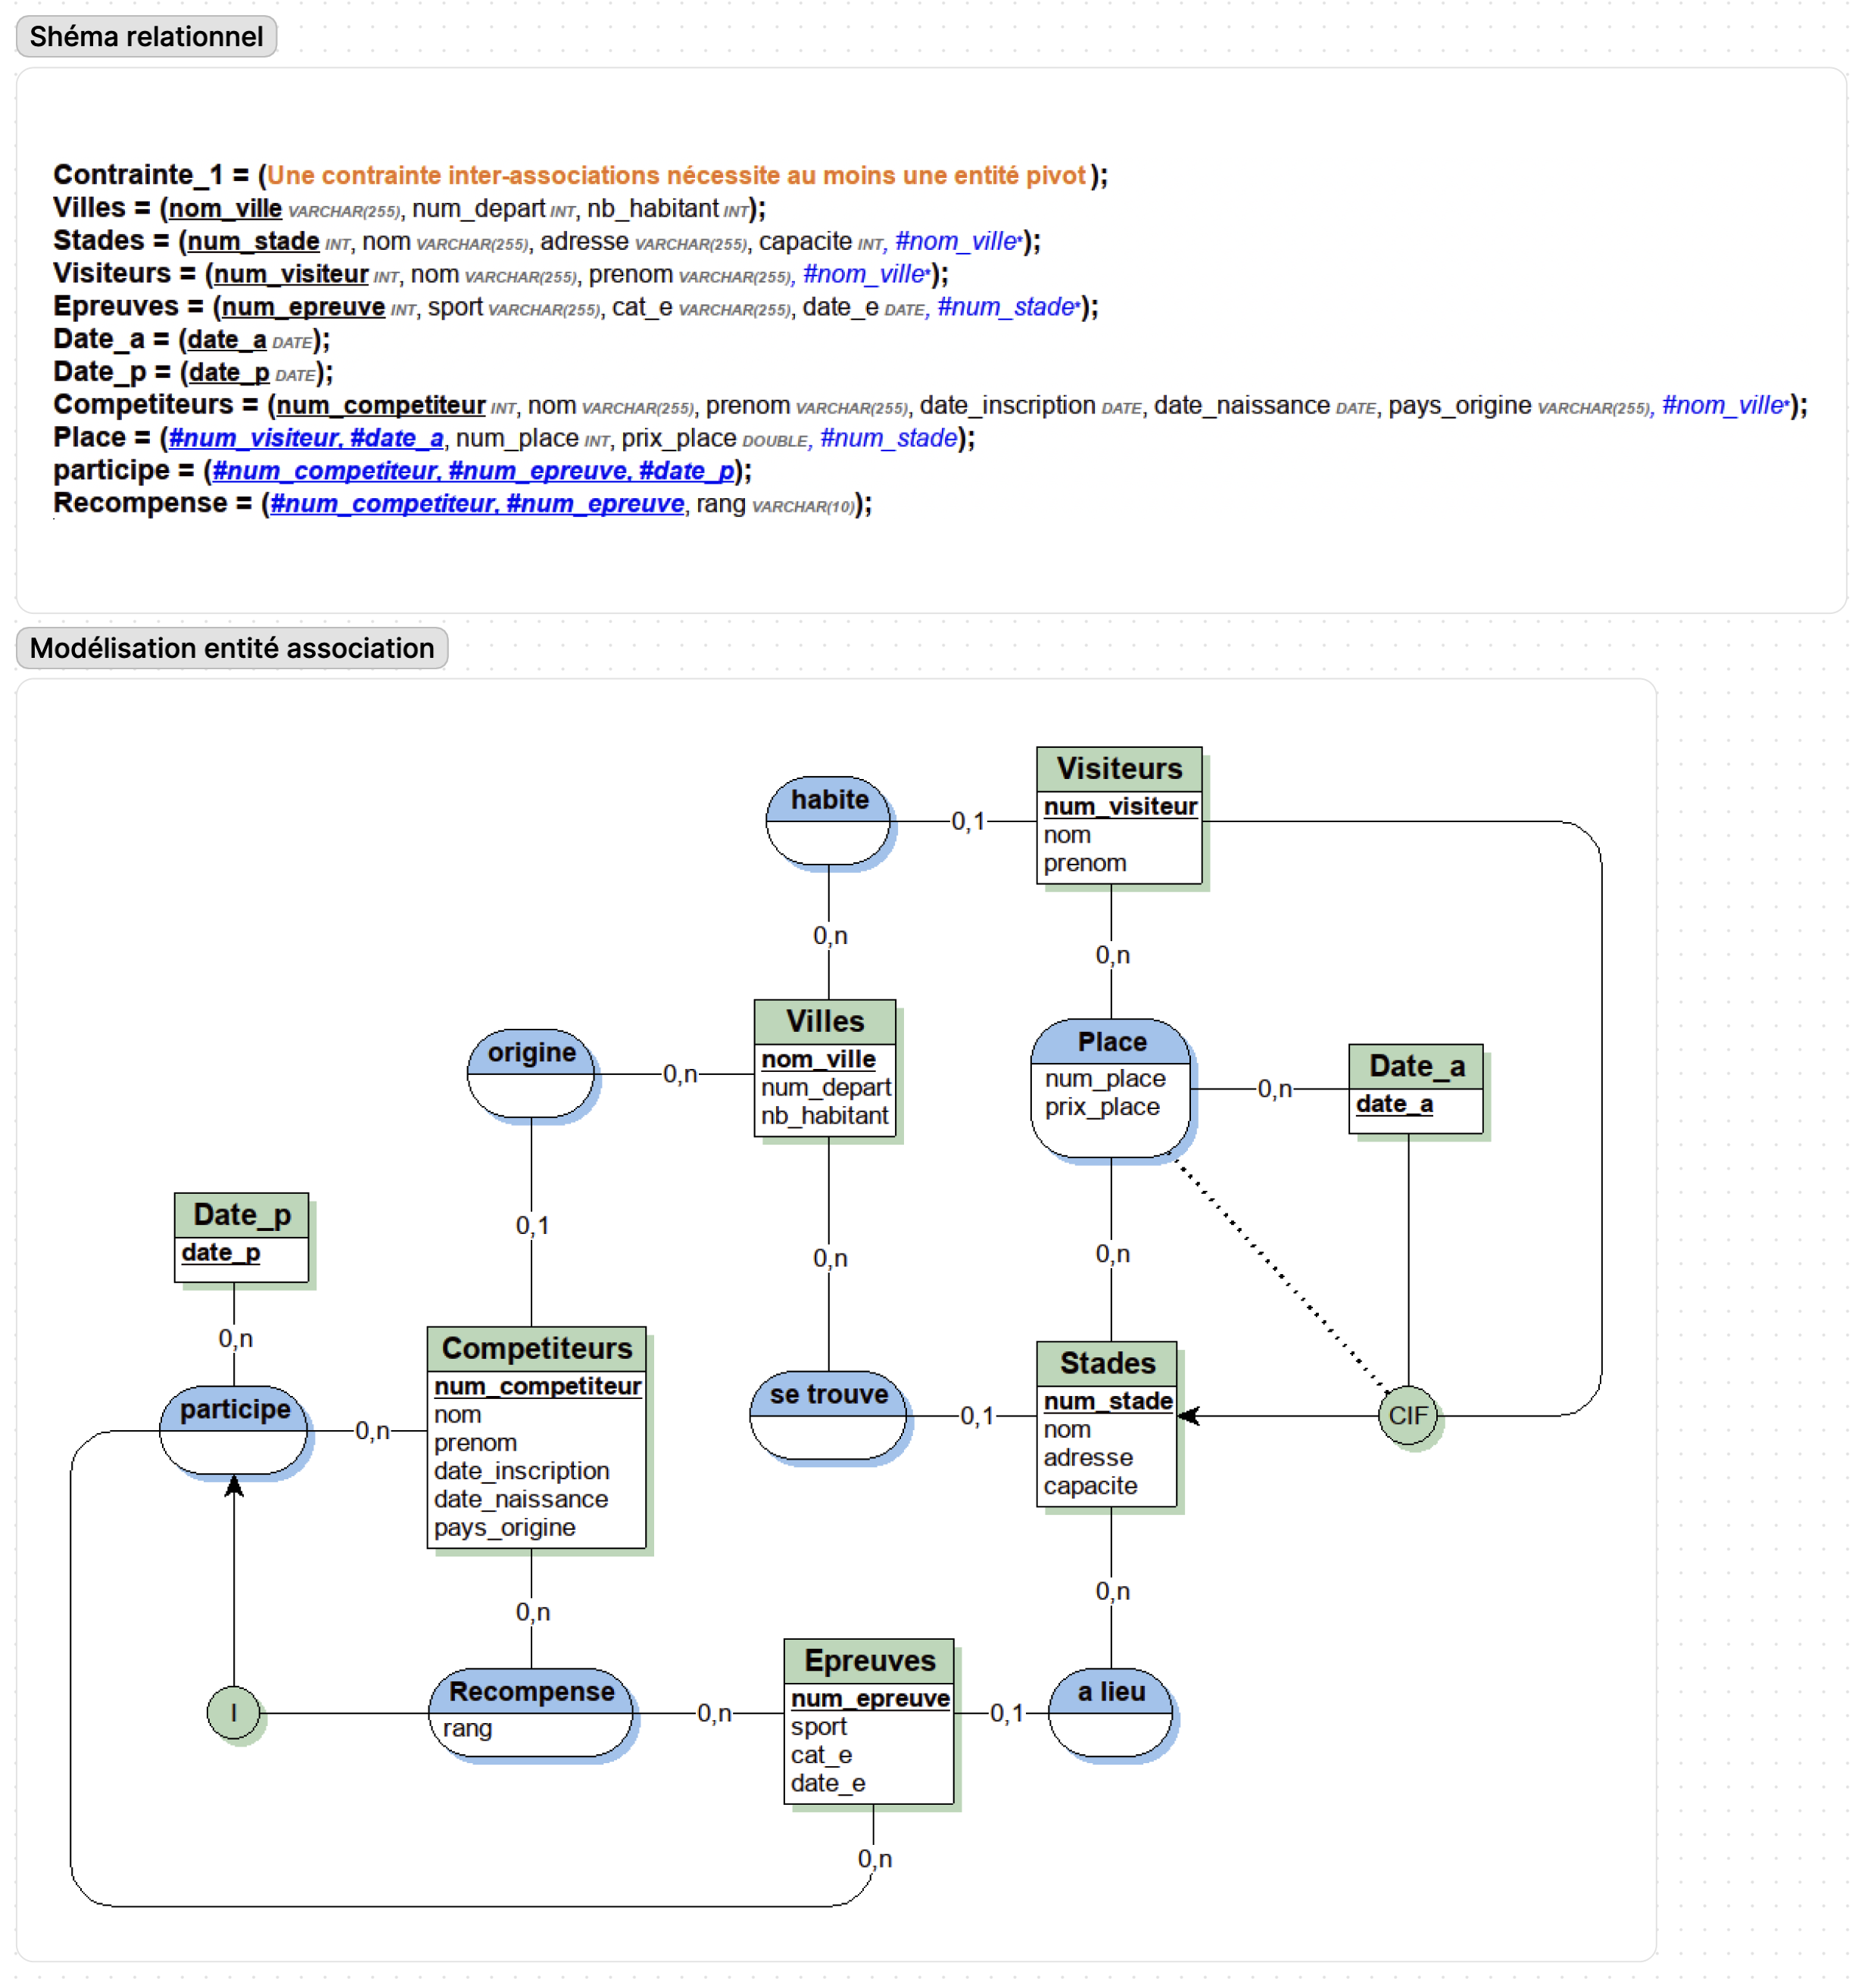 Shéma relationnel
Contrainte_1 = (Une contrainte inter-associations nécessite au moins une entité pivot);
Villes = (nom_ville VARCHAR(255), num_depart INT, nb_habitant INT);
Stades = (num_stade INT, nom VARCHAR(255), adresse VARCHAR(255), capacite INT, #nom_ville*);
Visiteurs = (num_visiteur INT, nom VARCHAR(255), prenom VARCHAR(255), #nom_ville*);
Epreuves = (num_epreuve INT, sport VARCHAR(255), cat_e VARCHAR(255), date_e DATE, #num_stade*);
Date_a = (date_a DATE);
Date_p = (date_p DATE);
Competiteurs = (num_competiteur INT, nom VARCHAR(255), prenom VARCHAR(255), date_inscription DATE, date_naissance DATE, pays_origine VARCHAR(255), #nom_ville*);
Place = (#num_visiteur, #date_a, num_place INT, prix_place DOUBLE, #num_stade);
participe = (#num_competiteur, #num_epreuve, #date_p);
Recompense = (#num_competiteur, #num_epreuve, rang VARCHAR(10));
Modélisation entité association
Visiteurs
num_visiteur
nom
prenom
habite
0,1
0,n
0,n
Villes
nom_ville
num_depart
nb_habitant
origine
0,n
Place
num_place
prix_place
0,n
Date_a
date_a
Date_p
date_p
0,1
0,n
0,n
0,n
Competiteurs
num_competiteur
nom
prenom
date_inscription
date_naissance
pays_origine
participe
0,n
se trouve
0,1
Stades
num_stade
nom
adresse
capacite
CIF
0,n
0,n
Epreuves
num_epreuve
sport
cat_e
date_e
I
Recompense
rang
0,n
0,1
a lieu
0,n